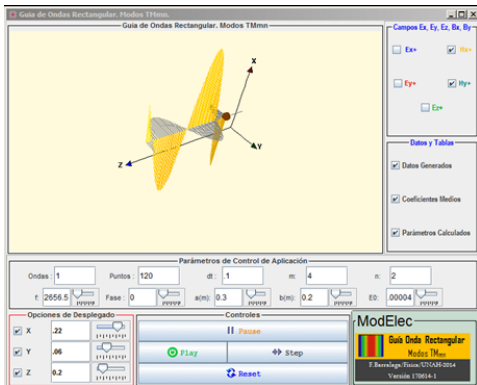 Guia de Ondas Rectangular. Modos TMmn
Guia de Ondas Rectangular. Modos TMmn
X
Y
Z
Campos Ex, Ey, Ez, Bx, By
Ex+
Hx+
Ey+
Hy+
Ez+
Datos y Tablas
Datos Generados
Coeficientes Medios
Parámetros Calculados
Parámetros de Control de Aplicación
Ondas : 1 Puntos : 120 dt : .1 m: 4 n: 2
f: 2656.5 Fase : 0 a(m): 0.3 b(m): 0.2 E0: .00004
Opciones de Desplegado
X .22
Y .06
Z 0.2
Controles
Pause
Play Step
Reset
ModElec
Guía Onda Rectangular
Modos TMmn
F.Barralaga/Física/UNAH-2014
Versión 170614-1